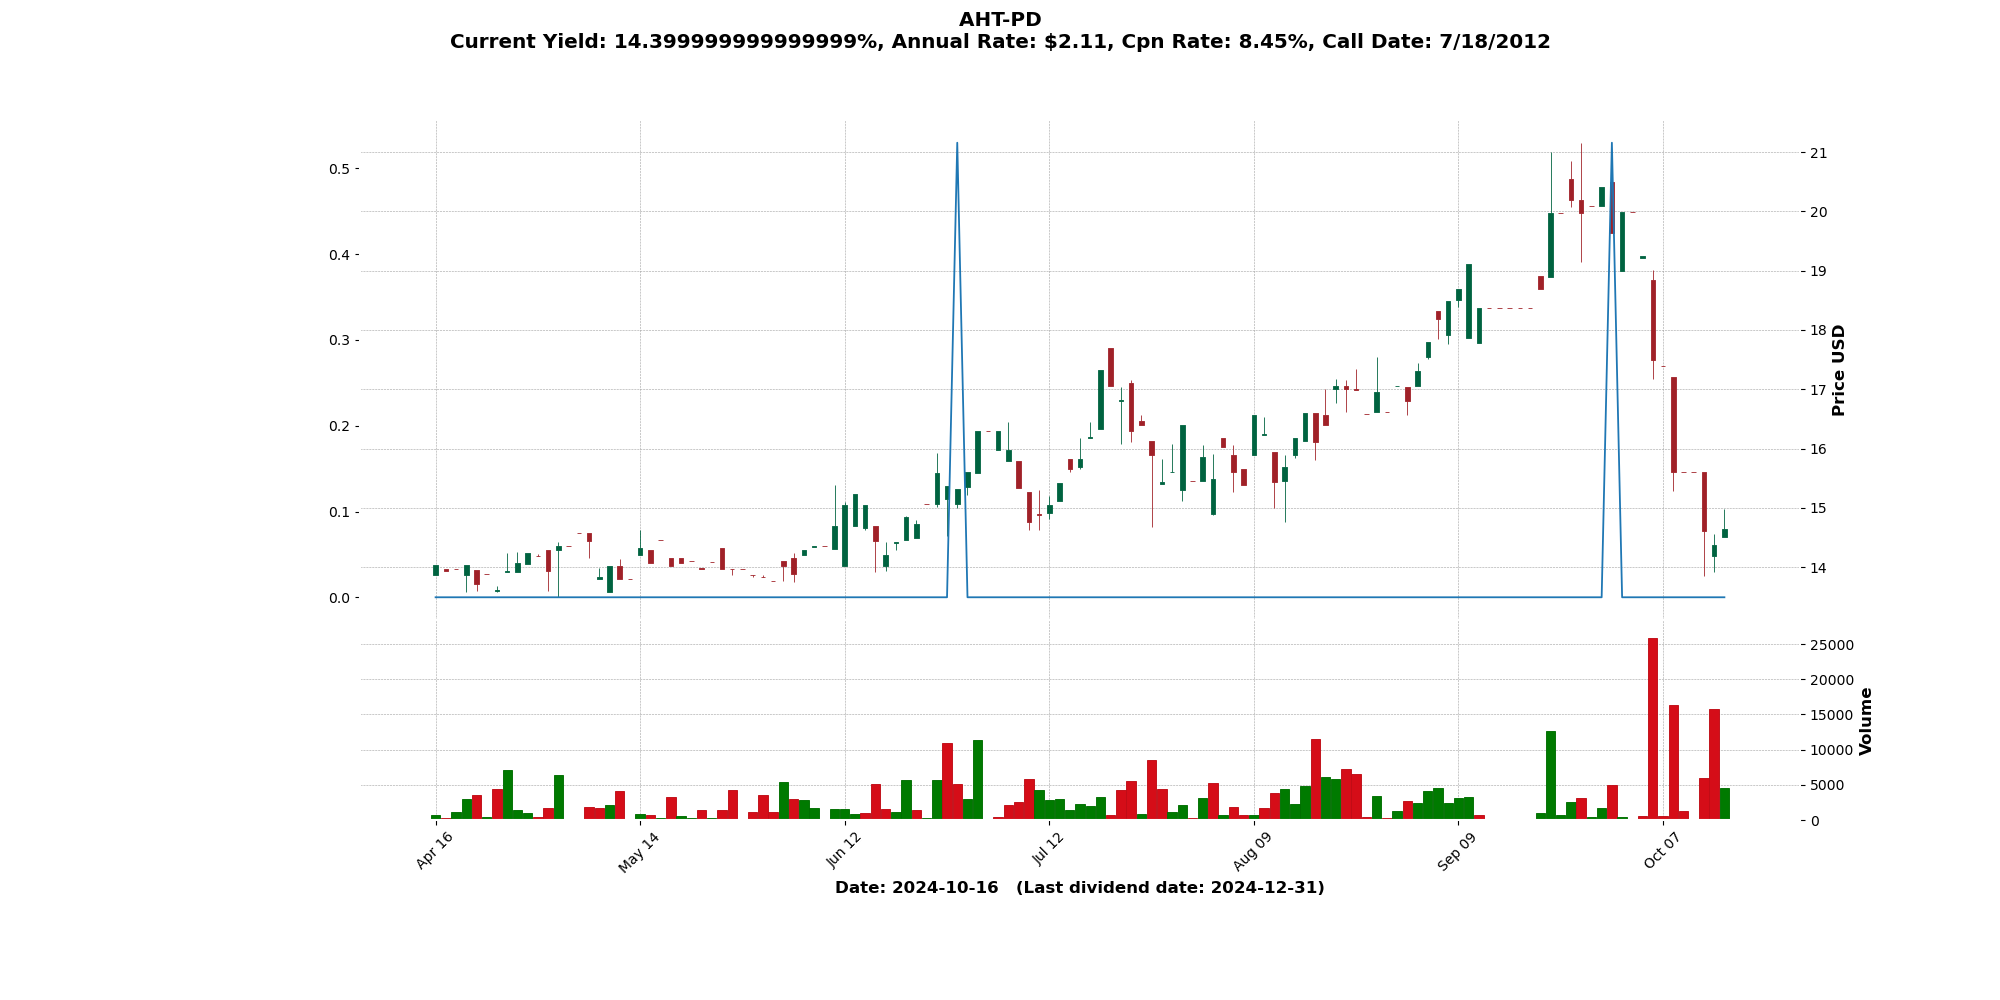 AHT-PD
Current Yield: 14.399999999999999%, Annual Rate: $2.11, Cpn Rate: 8.45%, Call Date: 7/18/2012
0.5
0.4
0.3
0.2
0.1
0.0
21
20
19
18
17
16
15
14
Price USD
25000
20000
15000
10000
5000
0
Volume
Apr 16
May 14
Jun 12
Jul 12
Aug 09
Sep 09
Oct 07
Date: 2024-10-16 (Last dividend date: 2024-12-31)